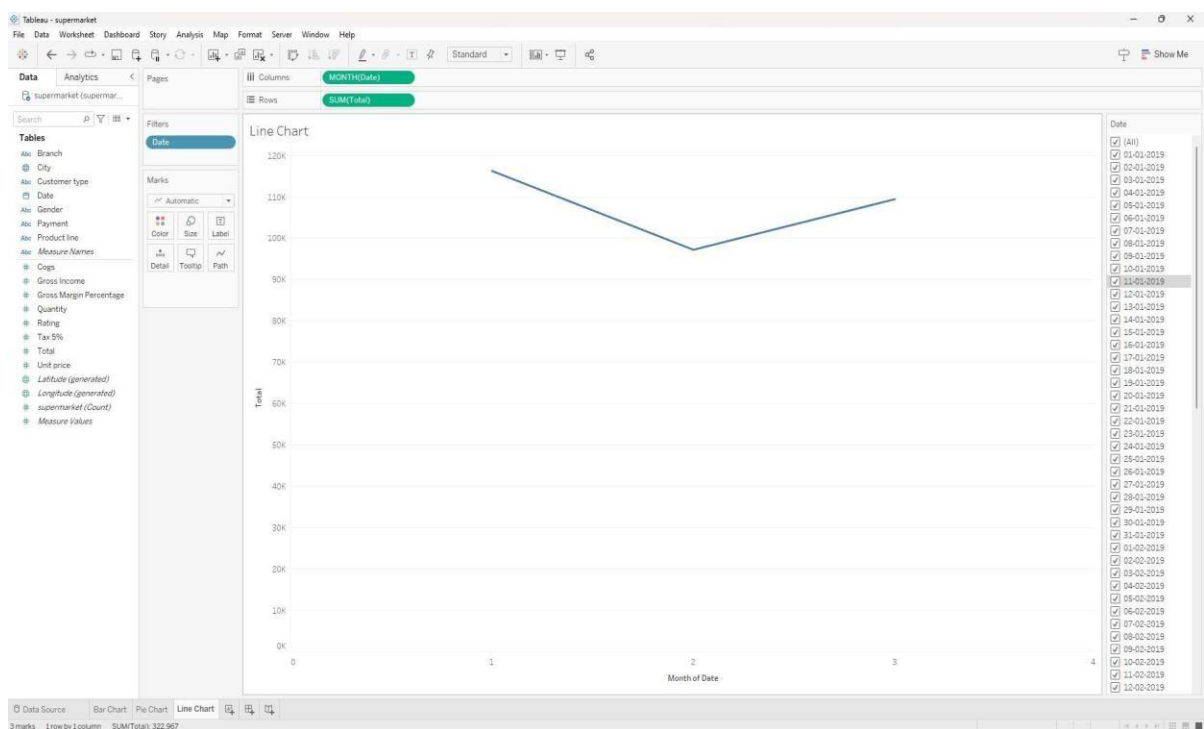 Tableau - supermarket
File Data Worksheet Dashboard Story Analysis Map Format Server Window Help
Standard
Show Me
Data Analytics
supermarket (supermar...
Search
Tables
Abc Branch
City
Abc Customer type
Date
Abc Gender
Abc Payment
Abc Product line
Abc Measure Names
# Cogs
# Gross Income
# Gross Margin Percentage
# Quantity
# Rating
# Tax 5%
# Total
# Unit price
Latitude (generated)
Longitude (generated)
# supermarket (Count)
# Measure Values
Pages
Filters
Date
Marks
Automatic
Color Size Label
Detail Tooltip Path
Columns MONTH(Date)
Rows SUM(Total)
Line Chart
120K
110K
100K
90K
80K
70K
60K
50K
40K
30K
20K
10K
0K
Total
0 1 2 3 4
Month of Date
Date
(All)
01-01-2019
02-01-2019
03-01-2019
04-01-2019
05-01-2019
06-01-2019
07-01-2019
08-01-2019
09-01-2019
10-01-2019
11-01-2019
12-01-2019
13-01-2019
14-01-2019
15-01-2019
16-01-2019
17-01-2019
18-01-2019
19-01-2019
20-01-2019
21-01-2019
22-01-2019
23-01-2019
24-01-2019
25-01-2019
26-01-2019
27-01-2019
28-01-2019
29-01-2019
30-01-2019
31-01-2019
01-02-2019
02-02-2019
03-02-2019
04-02-2019
05-02-2019
06-02-2019
07-02-2019
08-02-2019
09-02-2019
10-02-2019
11-02-2019
12-02-2019
Data Source Bar Chart Pie Chart Line Chart
3 marks 1 row by 1 column SUM(Total): 322,967